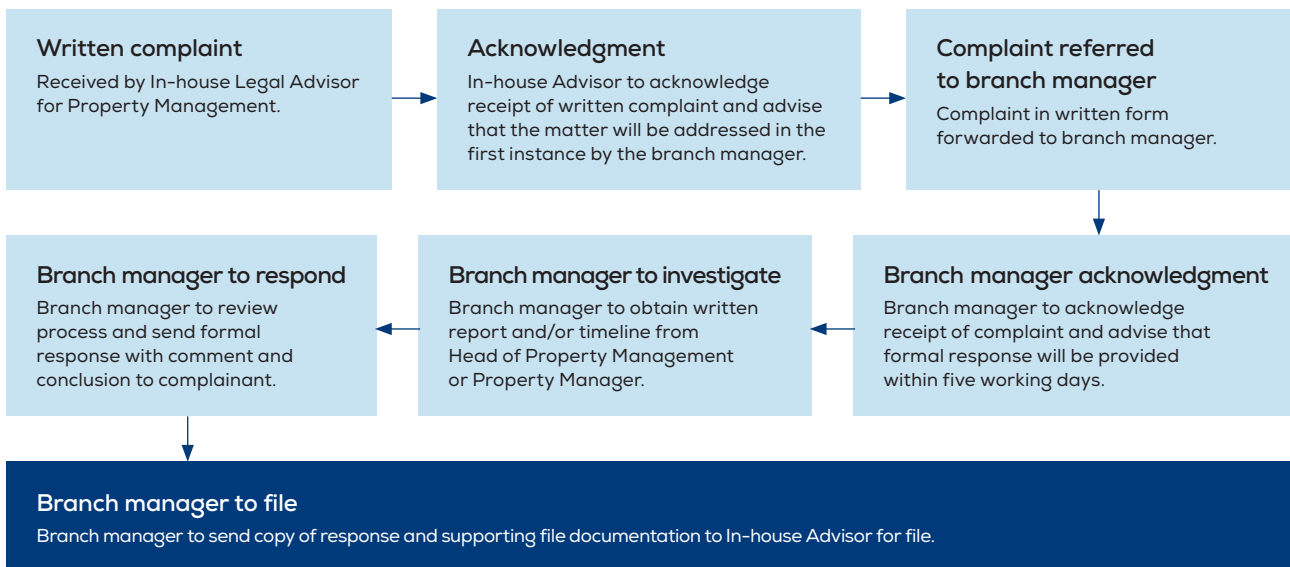 Written complaint
Received by In-house Legal Advisor
for Property Management.
Acknowledgment
In-house Advisor to acknowledge
receipt of written complaint and advise
that the matter will be addressed in the
first instance by the branch manager.
Complaint referred
to branch manager
Complaint in written form
forwarded to branch manager.
Branch manager acknowledgment
Branch manager to acknowledge
receipt of complaint and advise that
formal response will be provided
within five working days.
Branch manager to investigate
Branch manager to obtain written
report and/or timeline from
Head of Property Management
or Property Manager.
Branch manager to respond
Branch manager to review
process and send formal
response with comment and
conclusion to complainant.
Branch manager to file
Branch manager to send copy of response and supporting file documentation to In-house Advisor for file.